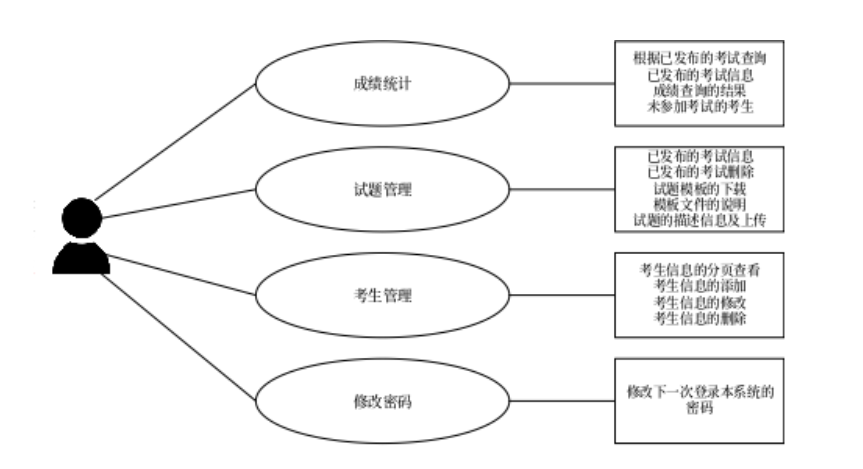 成绩统计
根据已发布的考试查询
已发布的考试信息
成绩查询的结果
未参加考试的考生
试题管理
已发布的考试信息
已发布的考试删除
试题模板的下载
模板文件的说明
试题的描述信息及上传
考生管理
考生信息的分页查看
考生信息的添加
考生信息的修改
考生信息的删除
修改密码
修改下一次登录本系统的
密码